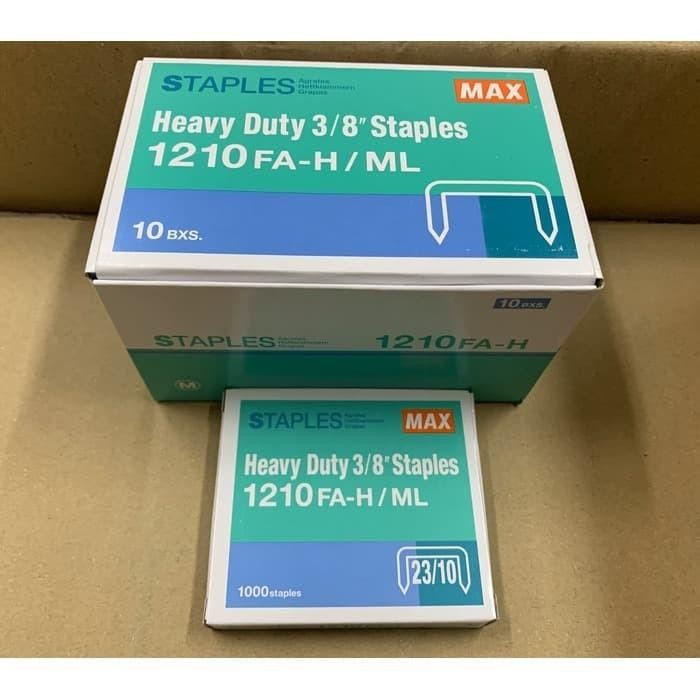 STAPLES Agrafes
Heftklammern
Grapas
MAX
Heavy Duty 3/8" Staples
1210 FA-H / ML
10 BXS.
10 BXS.
STAPLES Agrafes
Heftklammern
Grapas
1210 FA-H
M
STAPLES Agrafes
Heftklammern
Grapas
MAX
Heavy Duty 3/8" Staples
1210 FA-H / ML
23/10
1000 staples